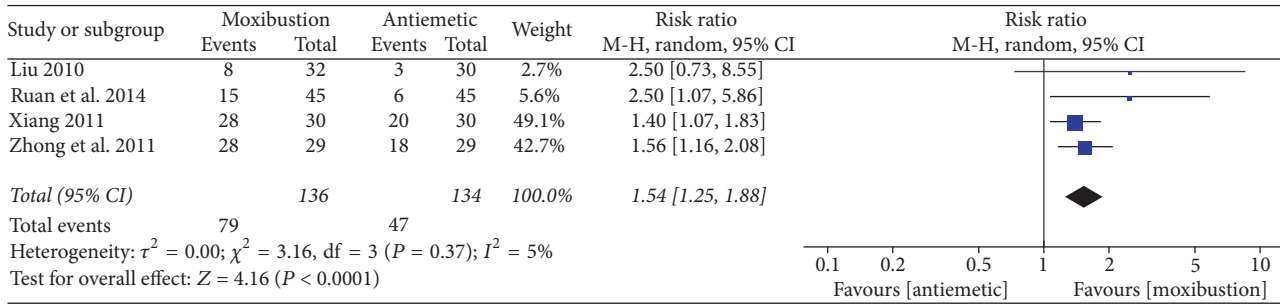 Study or subgroup Moxibustion Antiemetic Weight Risk ratio Risk ratio
Events Total Events Total M-H, random, 95% CI M-H, random, 95% CI
Liu 2010 8 32 3 30 2.7% 2.50 [0.73, 8.55]
Ruan et al. 2014 15 45 6 45 5.6% 2.50 [1.07, 5.86]
Xiang 2011 28 30 20 30 49.1% 1.40 [1.07, 1.83]
Zhong et al. 2011 28 29 18 29 42.7% 1.56 [1.16, 2.08]
Total (95% CI) 136 134 100.0% 1.54 [1.25, 1.88]
Total events 79 47
Heterogeneity: τ² = 0.00; χ² = 3.16, df = 3 (P = 0.37); I² = 5%
Test for overall effect: Z = 4.16 (P < 0.0001)
0.1 0.2 0.5 1 2 5 10
Favours [antiemetic] Favours [moxibustion]